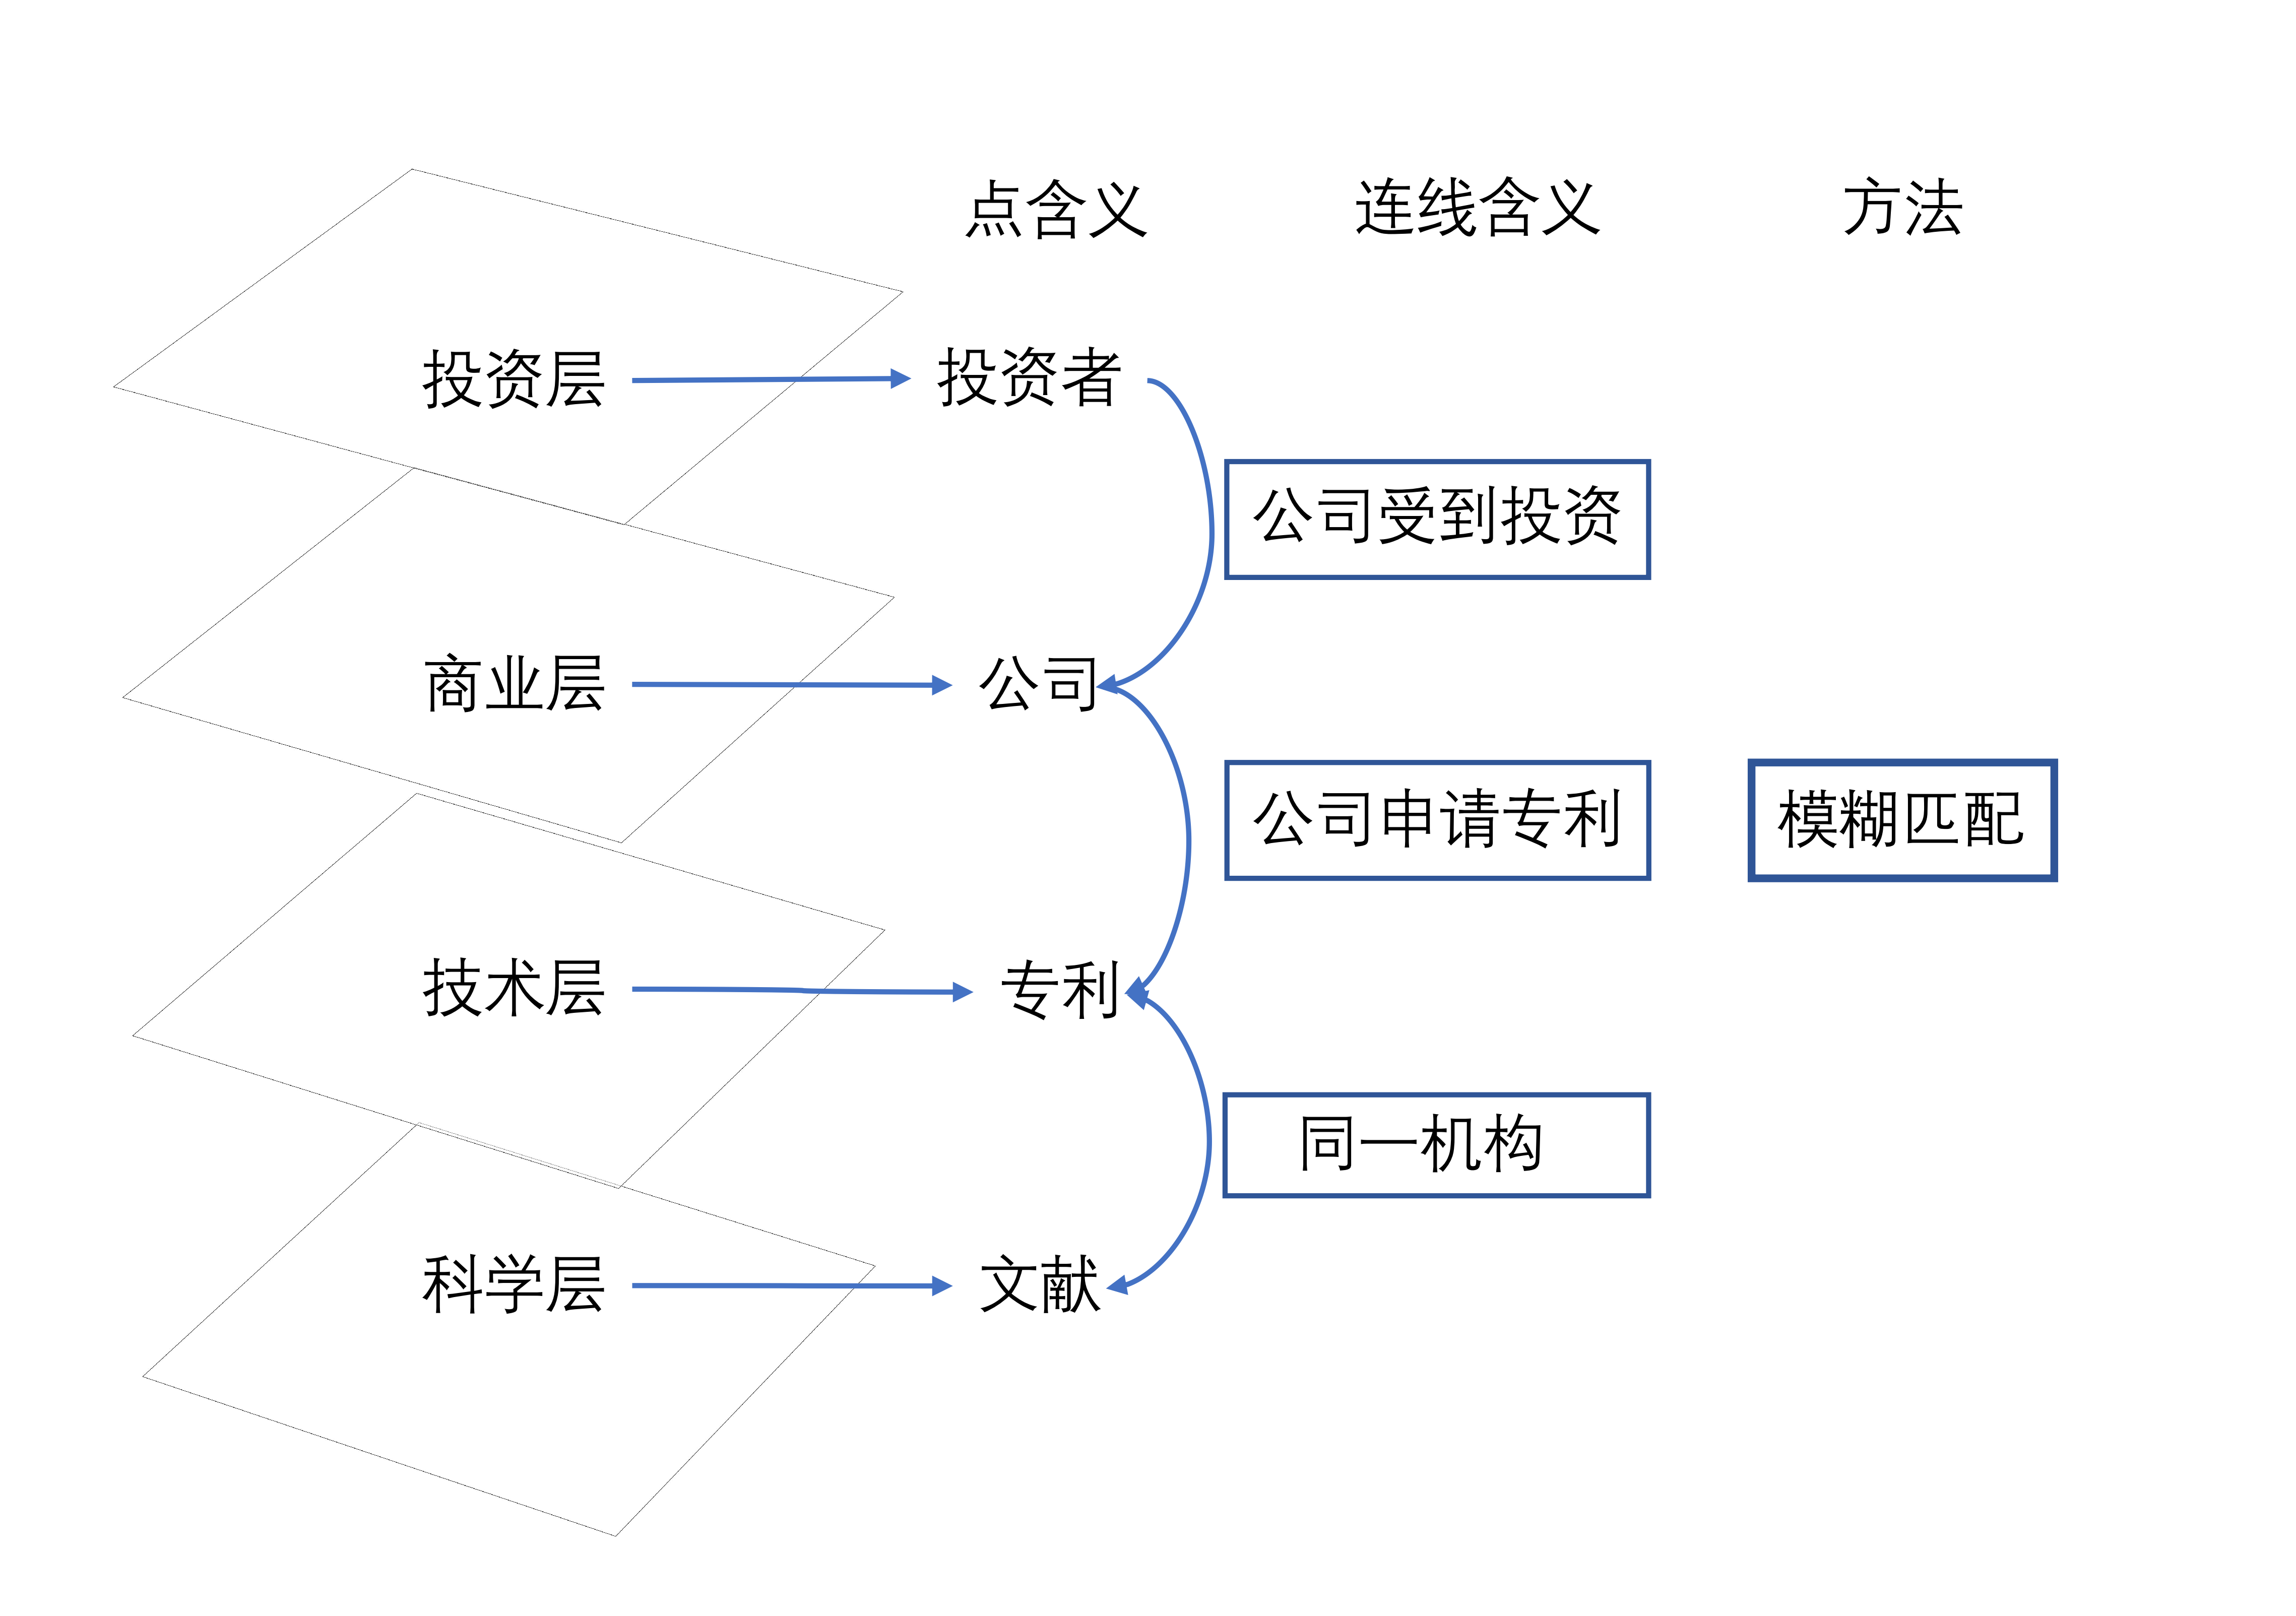 点含义 连线含义 方法
投资层 投资者
公司受到投资
商业层 公司
公司申请专利 模糊匹配
技术层 专利
同一机构
科学层 文献